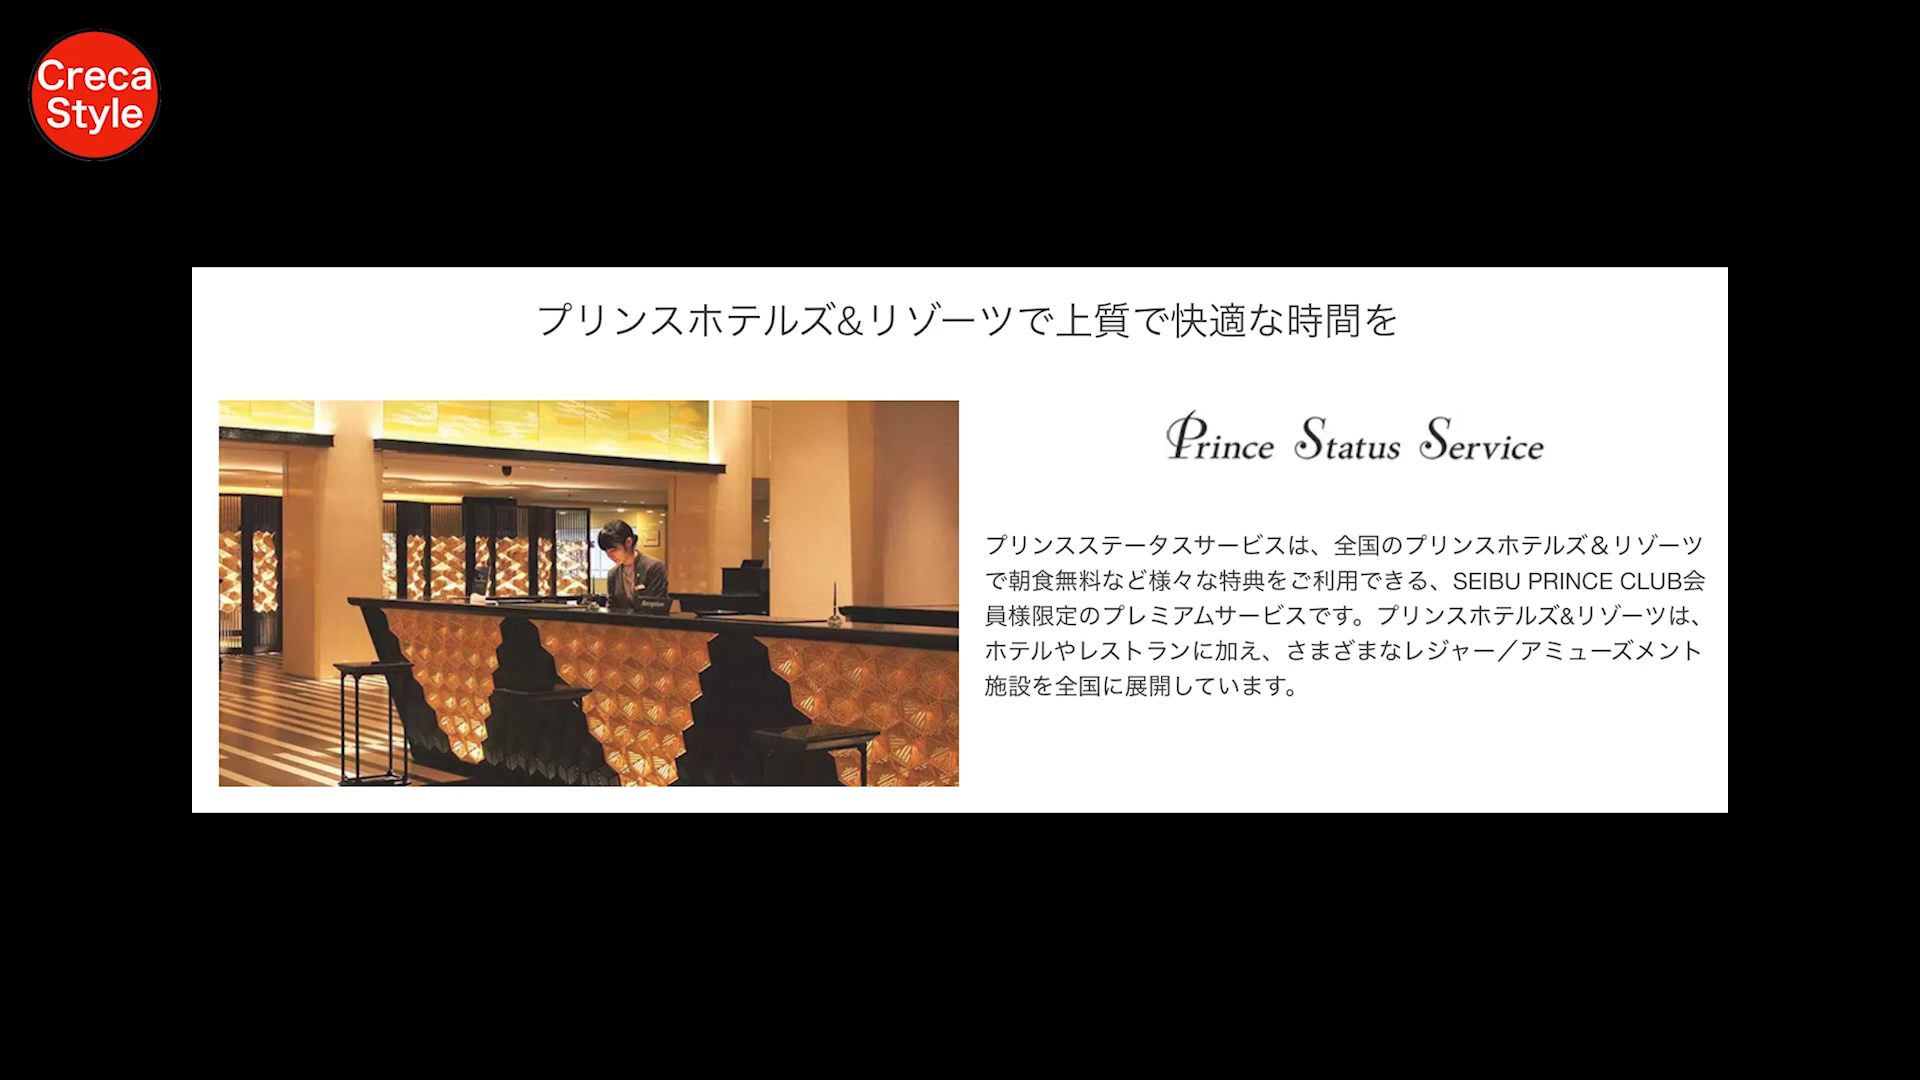 Creca
Style
プリンスホテルズ&リゾーツで上質で快適な時間を
Prince Status Service
プリンスステータスサービスは、全国のプリンスホテルズ＆リゾーツ
で朝食無料など様々な特典をご利用できる、SEIBU PRINCE CLUB会
員様限定のプレミアムサービスです。プリンスホテルズ&リゾーツは、
ホテルやレストランに加え、さまざまなレジャー／アミューズメント
施設を全国に展開しています。
Reception